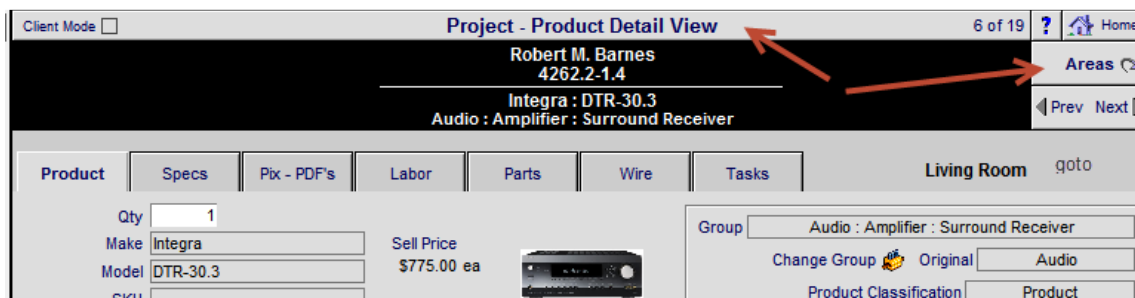 Client Mode Project - Product Detail View 6 of 19 ? Home
Robert M. Barnes
4262.2-1.4
Areas
Integra : DTR-30.3
Prev Next
Audio : Amplifier : Surround Receiver
Product Specs Pix - PDF's Labor Parts Wire Tasks Living Room goto
Qty 1
Group Audio : Amplifier : Surround Receiver
Make Integra Sell Price
Change Group Original Audio
Model DTR-30.3 $775.00 ea
Product Classification Product
SKU